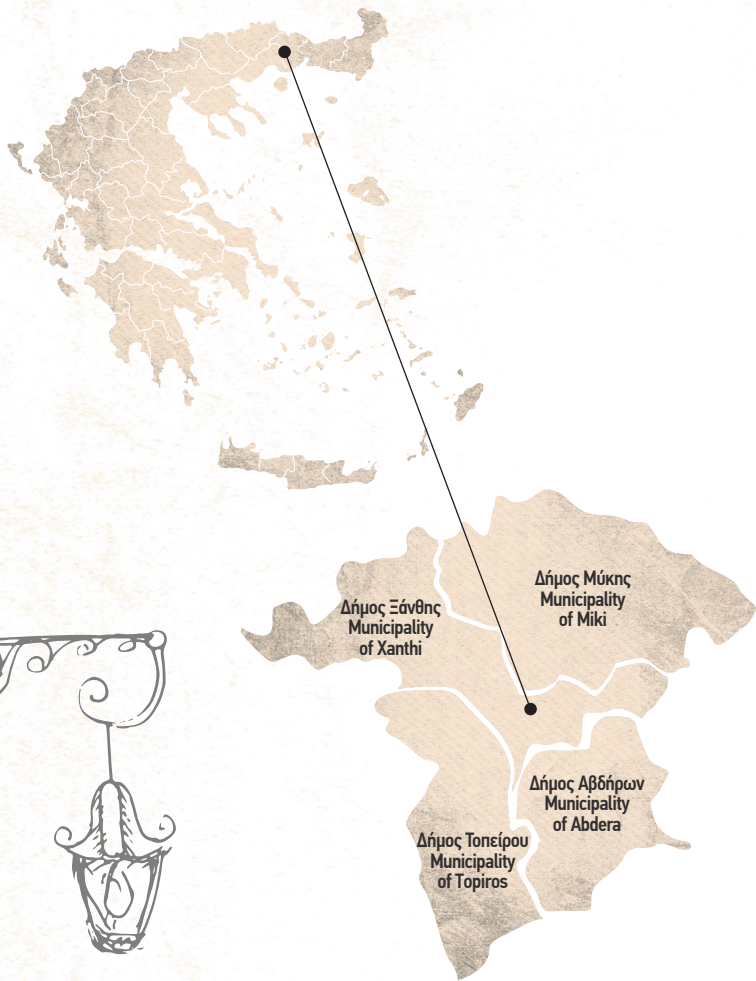 Δήμος Μύκης
Municipality
of Miki
Δήμος Ξάνθης
Municipality
of Xanthi
Δήμος Αβδήρων
Municipality
of Abdera
Δήμος Τοπείρου
Municipality
of Topiros